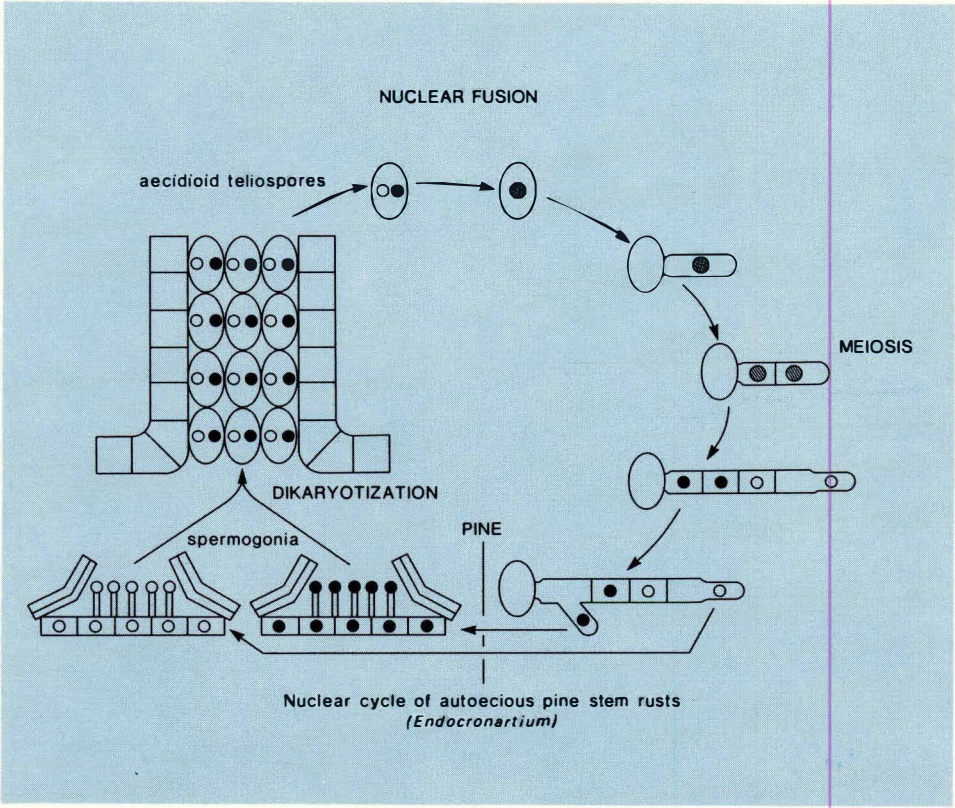 NUCLEAR FUSION
aecidioid teliospores
MEIOSIS
DIKARYOTIZATION
PINE
spermogonia
Nuclear cycle of autoecious pine stem rusts
(Endocronartium)